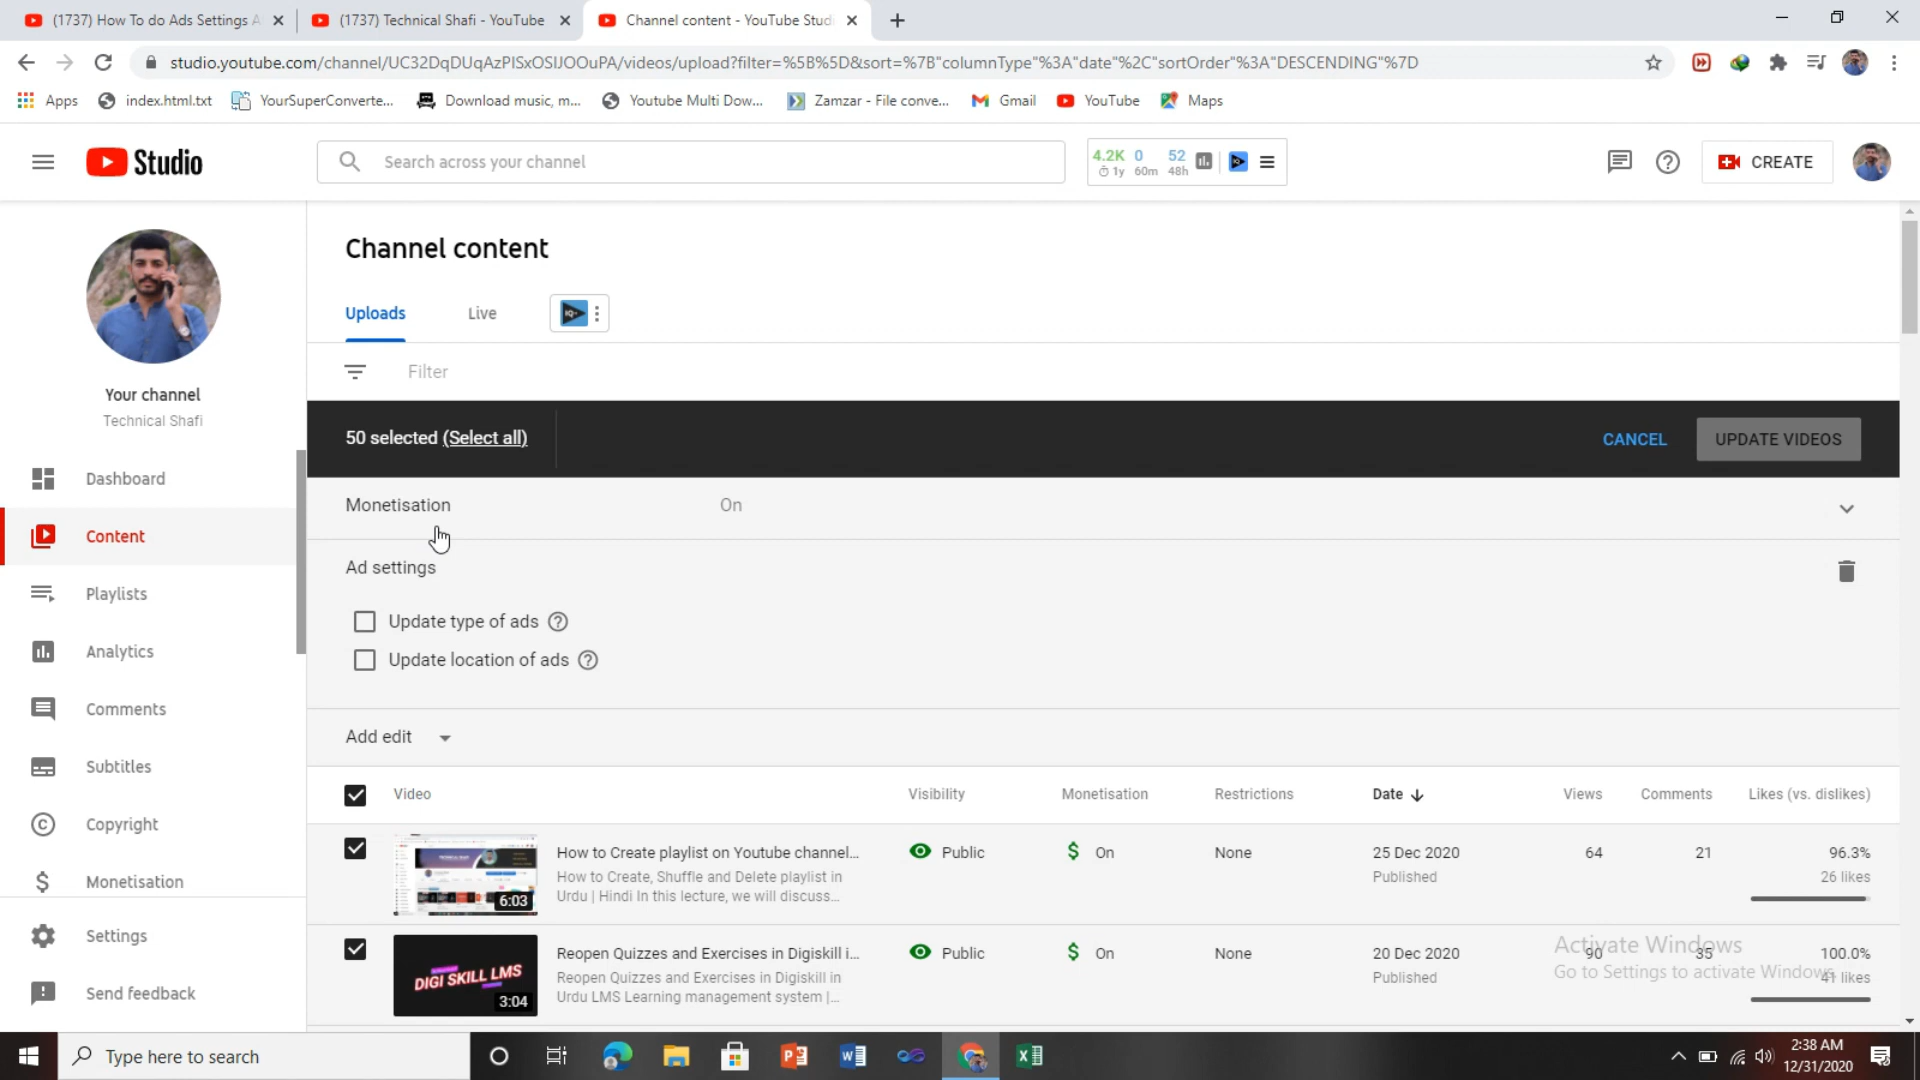 (1737) How To do Ads Settings A
(1737) Technical Shafi - YouTube
Channel content - YouTube Stud
studio.youtube.com/channel/UC32DqDUqAzPISxOSIJOOuPA/videos/upload?filter=%5B%5D&sort=%7B"columnType"%3A"date"%2C"sortOrder"%3A"DESCENDING"%7D
Apps
index.html.txt
YourSuperConverte...
Download music, m...
Youtube Multi Dow...
Zamzar - File conve...
Gmail
YouTube
Maps
Studio
Search across your channel
4.2K 0 52
1y 60m 48h
CREATE
Your channel
Technical Shafi
Dashboard
Content
Playlists
Analytics
Comments
Subtitles
Copyright
Monetisation
Settings
Send feedback
Channel content
Uploads
Live
Filter
50 selected (Select all)
CANCEL
UPDATE VIDEOS
Monetisation
On
Ad settings
Update type of ads
Update location of ads
Add edit
Video
Visibility
Monetisation
Restrictions
Date
Views
Comments
Likes (vs. dislikes)
6:03
How to Create playlist on Youtube channel...
How to Create, Shuffle and Delete playlist in
Urdu | Hindi In this lecture, we will discuss...
Public
On
None
25 Dec 2020
Published
64
21
96.3%
26 likes
DIGI SKILL LMS
3:04
Reopen Quizzes and Exercises in Digiskill i...
Reopen Quizzes and Exercises in Digiskill in
Urdu LMS Learning management system |...
Public
On
None
20 Dec 2020
Published
90
35
100.0%
41 likes
Activate Windows
Go to Settings to activate Windows.
Type here to search
2:38 AM
12/31/2020